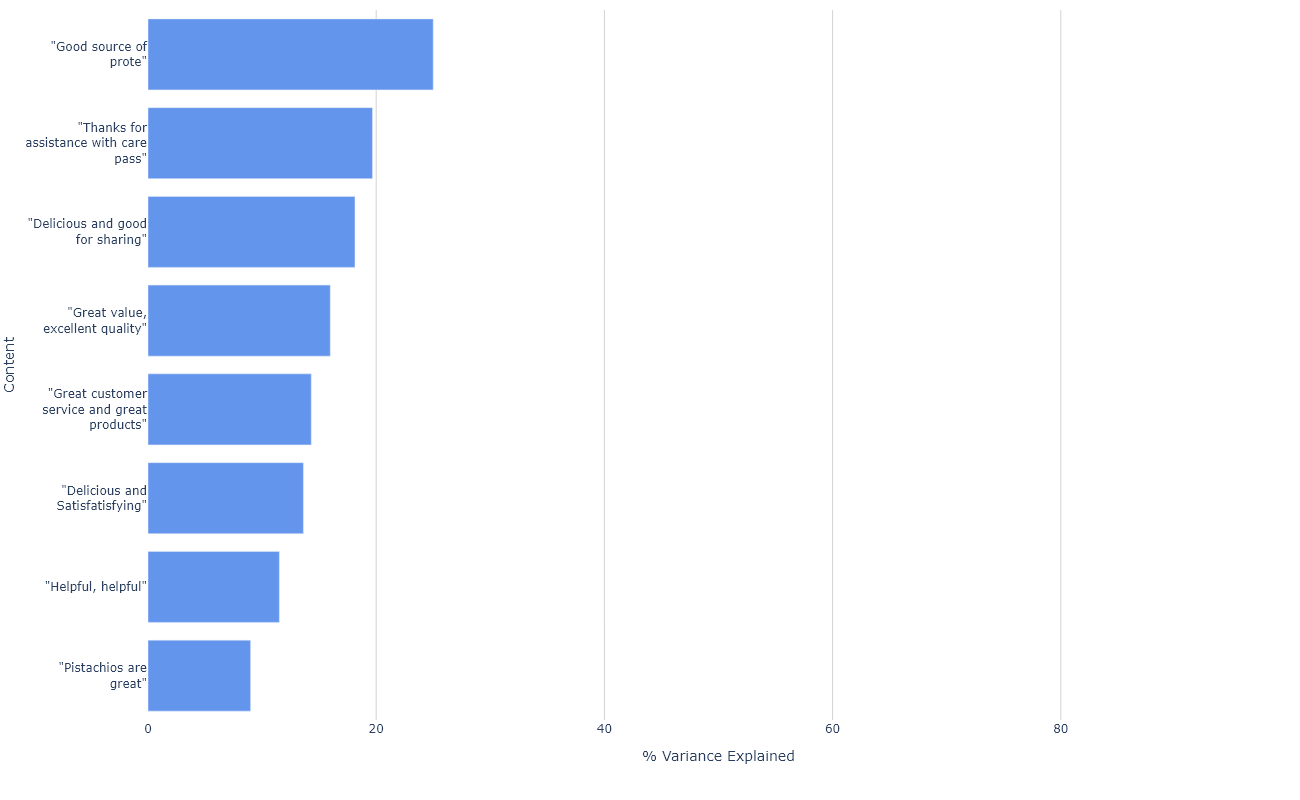 "Good source of
prote"
"Thanks for
assistance with care
pass"
"Delicious and good
for sharing"
"Great value,
excellent quality"
"Great customer
service and great
products"
"Delicious and
Satisfatisfying"
"Helpful, helpful"
"Pistachios are
great"
Content
0 20 40 60 80
% Variance Explained